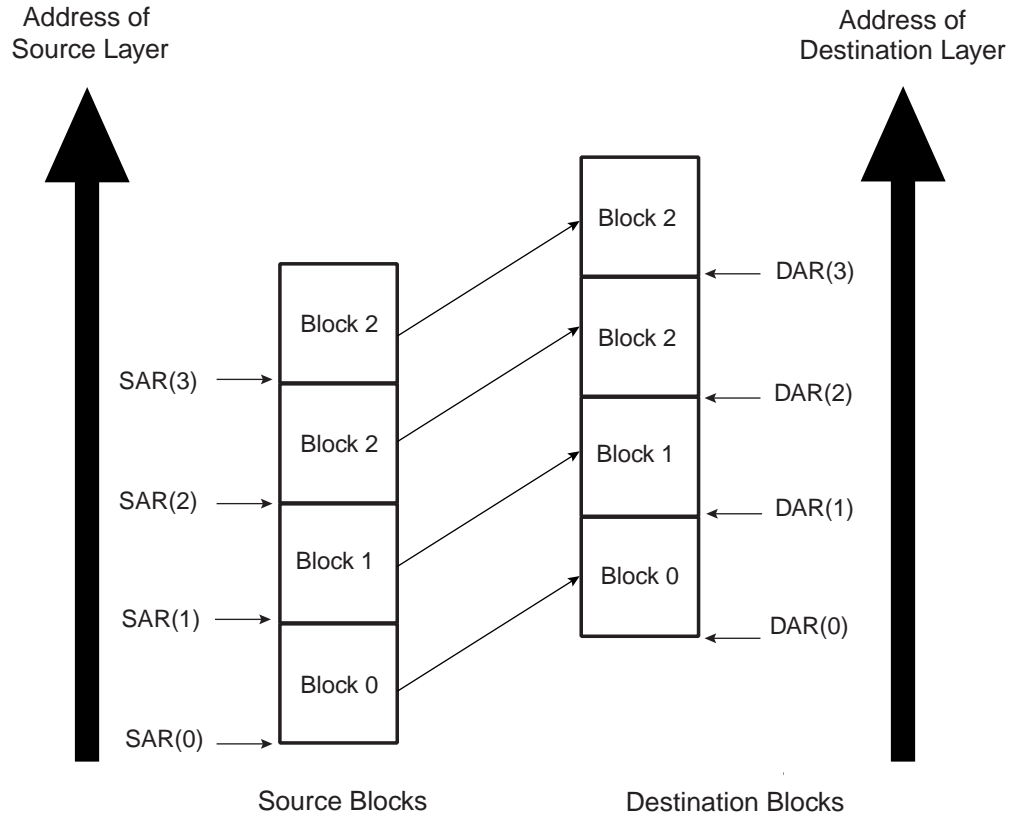 Address of
Source Layer
Address of
Destination Layer
Block 2
Block 2
DAR(3)
Block 2
Block 2
SAR(3)
DAR(2)
Block 2
Block 1
SAR(2)
DAR(1)
Block 1
Block 0
SAR(1)
DAR(0)
Block 0
SAR(0)
Source Blocks
Destination Blocks